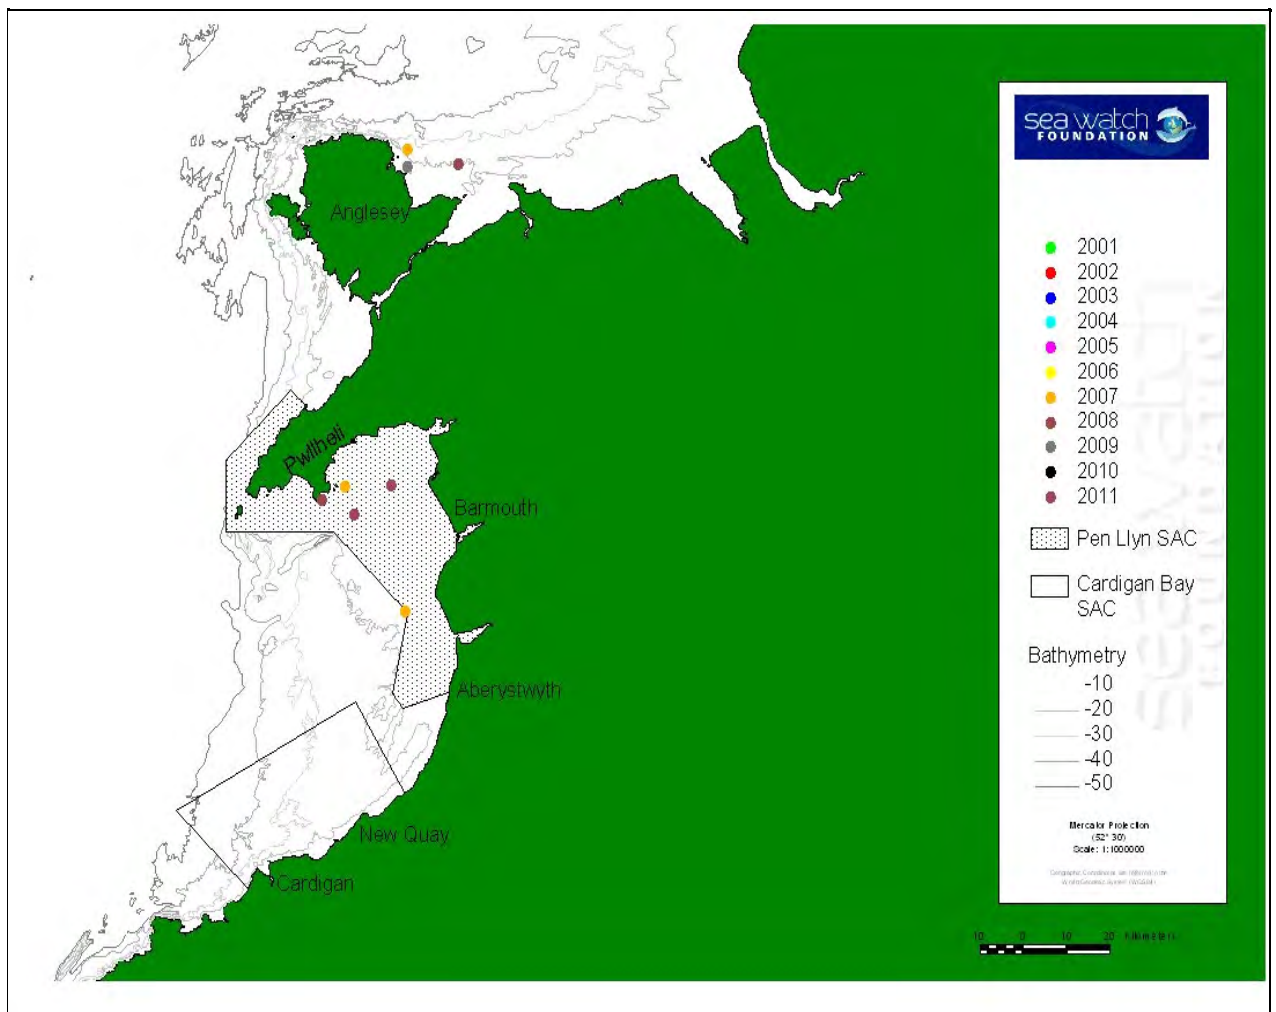 sea watch
FOUNDATION
Anglesey
Pwllheli
Barmouth
Aberystwyth
New Quay
Cardigan
2001
2002
2003
2004
2005
2006
2007
2008
2009
2010
2011
Pen Llyn SAC
Cardigan Bay
SAC
Bathymetry
-10
-20
-30
-40
-50
Mercator Projection
(52° 30)
Scale: 1:1000000
10 0 10 20 Kilometers